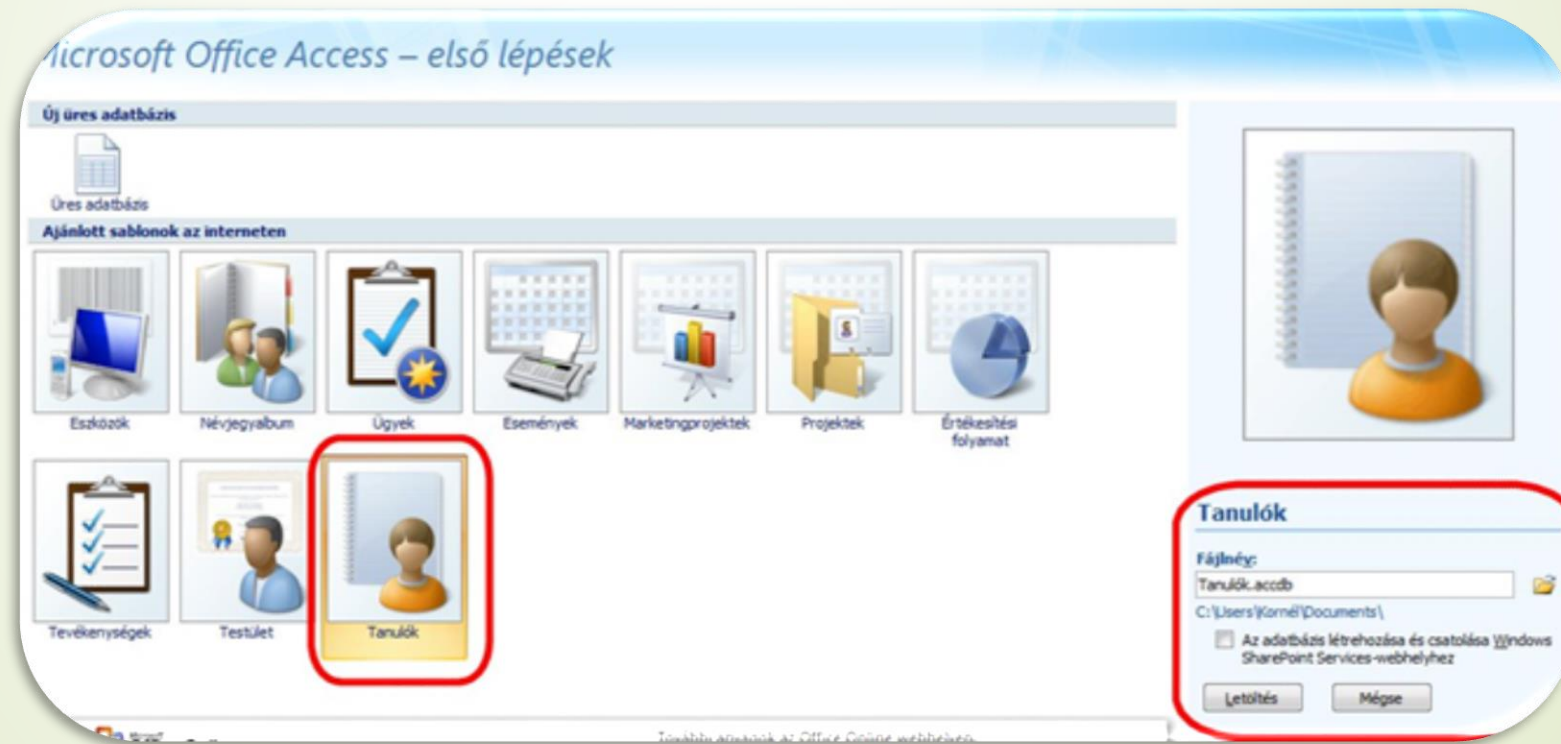 Microsoft Office Access – első lépések
Új üres adatbázis
Üres adatbázis
Ajánlott sablonok az interneten
Eszközök
Névjegyalbum
Ügyek
Események
Marketingprojektek
Projektek
Értékesítési
folyamat
Tevékenységek
Testület
Tanulók
Tanulók
Fájlnév:
Tanulók.accdb
C:\Users\Kornél\Documents\
Az adatbázis létrehozása és csatolása Windows
SharePoint Services-webhelyhez
Letöltés
Mégse